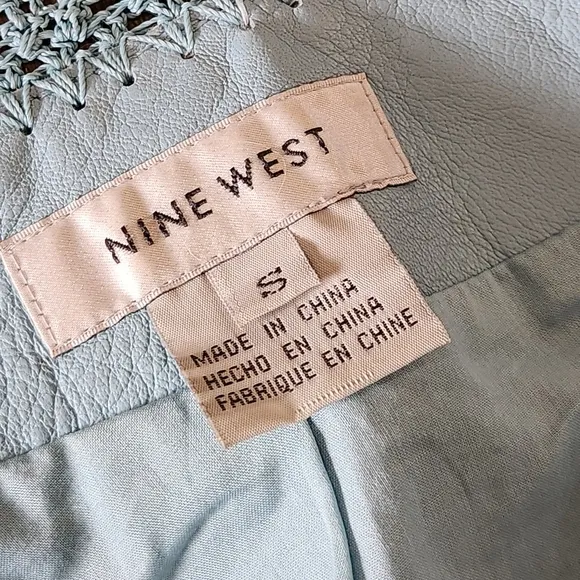 NINE WEST
S
MADE IN CHINA
HECHO EN CHINA
FABRIQUE EN CHINE